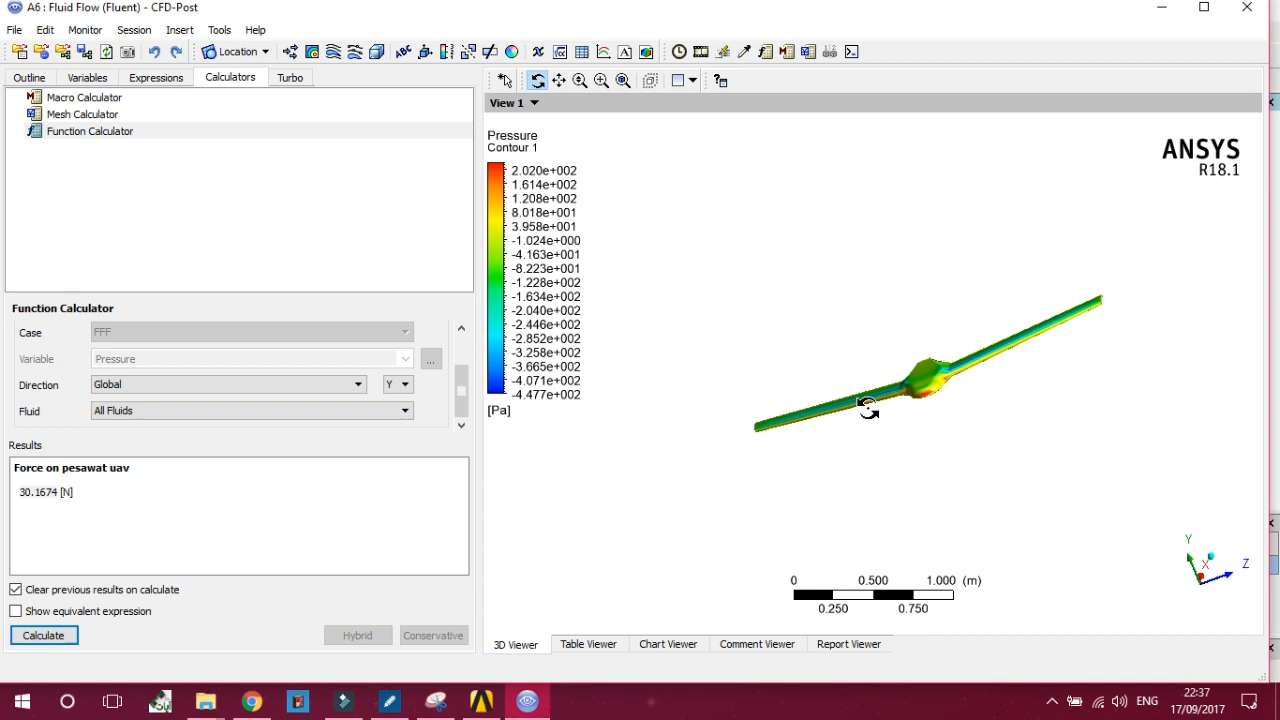 A6 : Fluid Flow (Fluent) - CFD-Post
File Edit Monitor Session Insert Tools Help
Location
Outline Variables Expressions Calculators Turbo
Macro Calculator
Mesh Calculator
Function Calculator
Function Calculator
Case FFF
Variable Pressure ...
Direction Global Y
Fluid All Fluids
Results
Force on pesawat uav
30.1674 [N]
Clear previous results on calculate
Show equivalent expression
Calculate Hybrid Conservative
View 1
Pressure
Contour 1
2.020e+002
1.614e+002
1.208e+002
8.018e+001
3.958e+001
-1.024e+000
-4.163e+001
-8.223e+001
-1.228e+002
-1.634e+002
-2.040e+002
-2.446e+002
-2.852e+002
-3.258e+002
-3.665e+002
-4.071e+002
-4.477e+002
[Pa]
ANSYS
R18.1
Y
X
Z
0 0.500 1.000 (m)
0.250 0.750
3D Viewer Table Viewer Chart Viewer Comment Viewer Report Viewer
ENG
22:37
17/09/2017